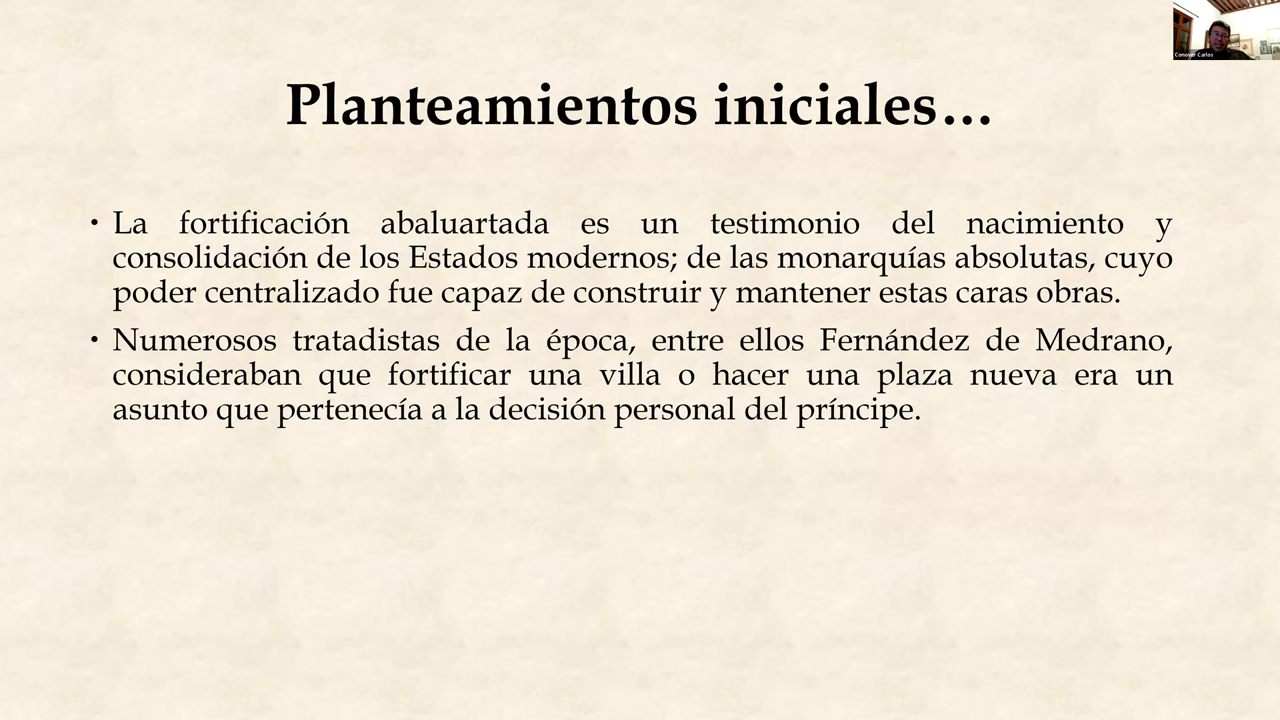 Conover Carlos
Planteamientos iniciales…
• La fortificación abaluartada es un testimonio del nacimiento y
consolidación de los Estados modernos; de las monarquías absolutas, cuyo
poder centralizado fue capaz de construir y mantener estas caras obras.
• Numerosos tratadistas de la época, entre ellos Fernández de Medrano,
consideraban que fortificar una villa o hacer una plaza nueva era un
asunto que pertenecía a la decisión personal del príncipe.